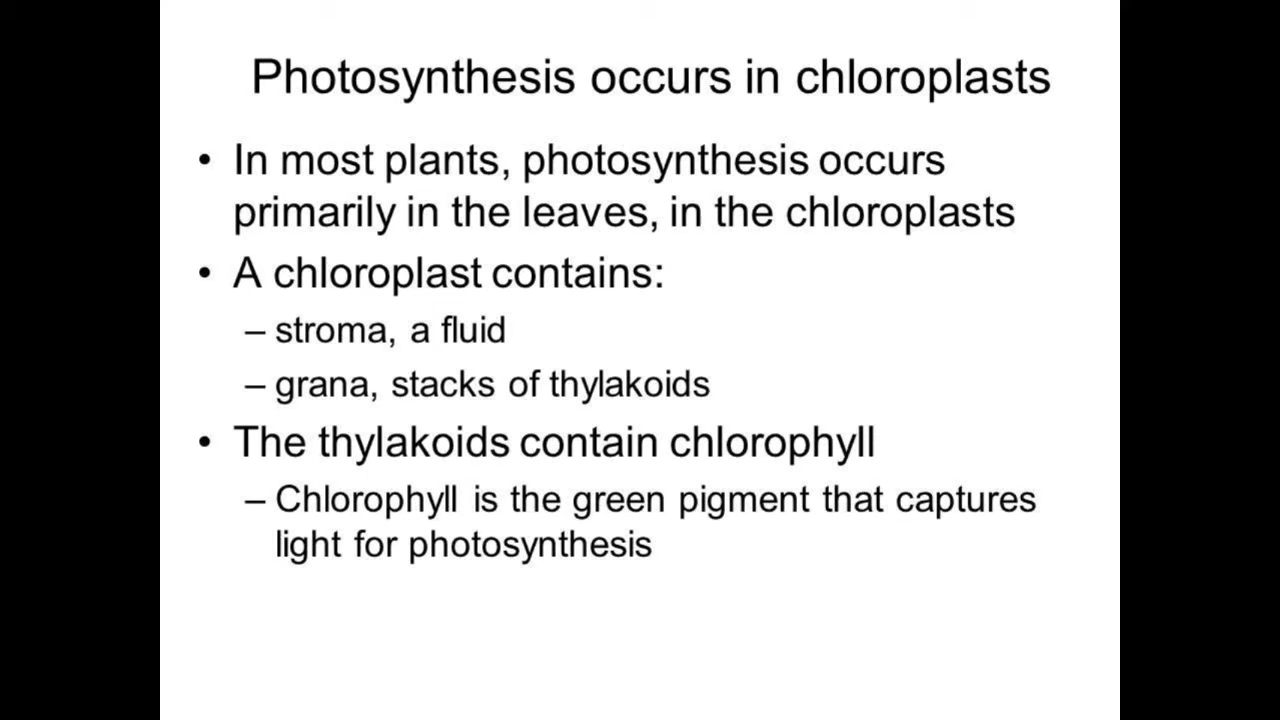 Photosynthesis occurs in chloroplasts
• In most plants, photosynthesis occurs
primarily in the leaves, in the chloroplasts
• A chloroplast contains:
– stroma, a fluid
– grana, stacks of thylakoids
• The thylakoids contain chlorophyll
– Chlorophyll is the green pigment that captures
light for photosynthesis